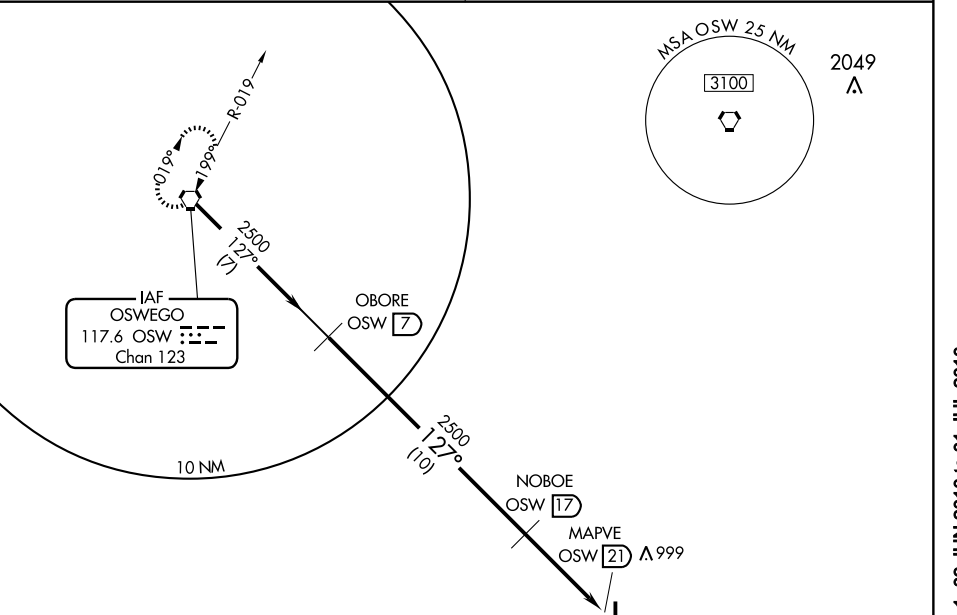 MSA OSW 25 NM
3100
2049
R-019
019°
199°
2500
127°
(7)
IAF
OSWEGO
117.6 OSW
Chan 123
OBORE
OSW 7
10 NM
2500
127°
(10)
NOBOE
OSW 17
MAPVE
OSW 21
999